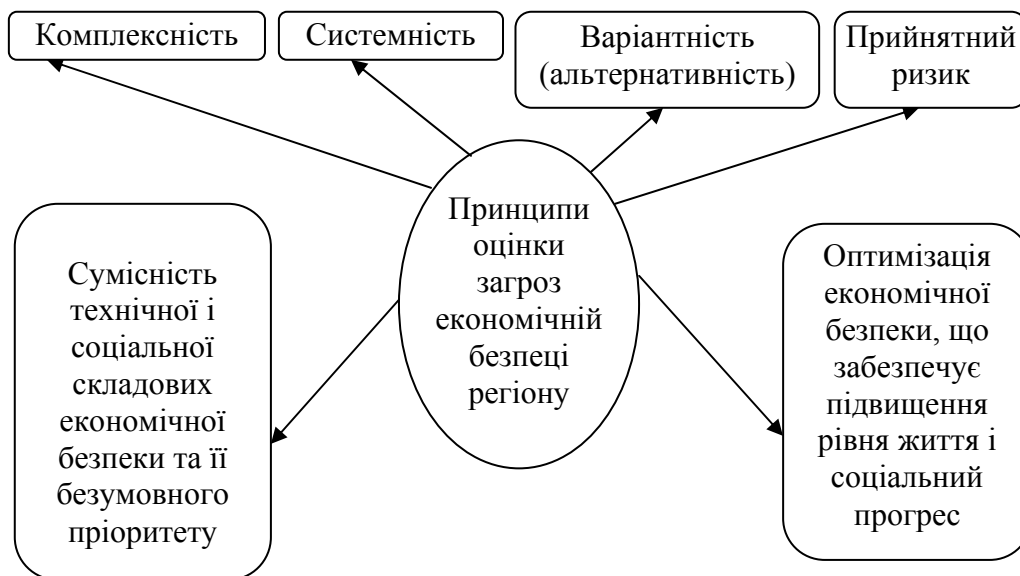 Комплексність
Системність
Варіантність
(альтернативність)
Прийнятний
ризик
Принципи
оцінки
загроз
економічній
безпеці
регіону
Сумісність
технічної і
соціальної
складових
економічної
безпеки та її
безумовного
пріоритету
Оптимізація
економічної
безпеки, що
забезпечує
підвищення
рівня життя і
соціальний
прогрес